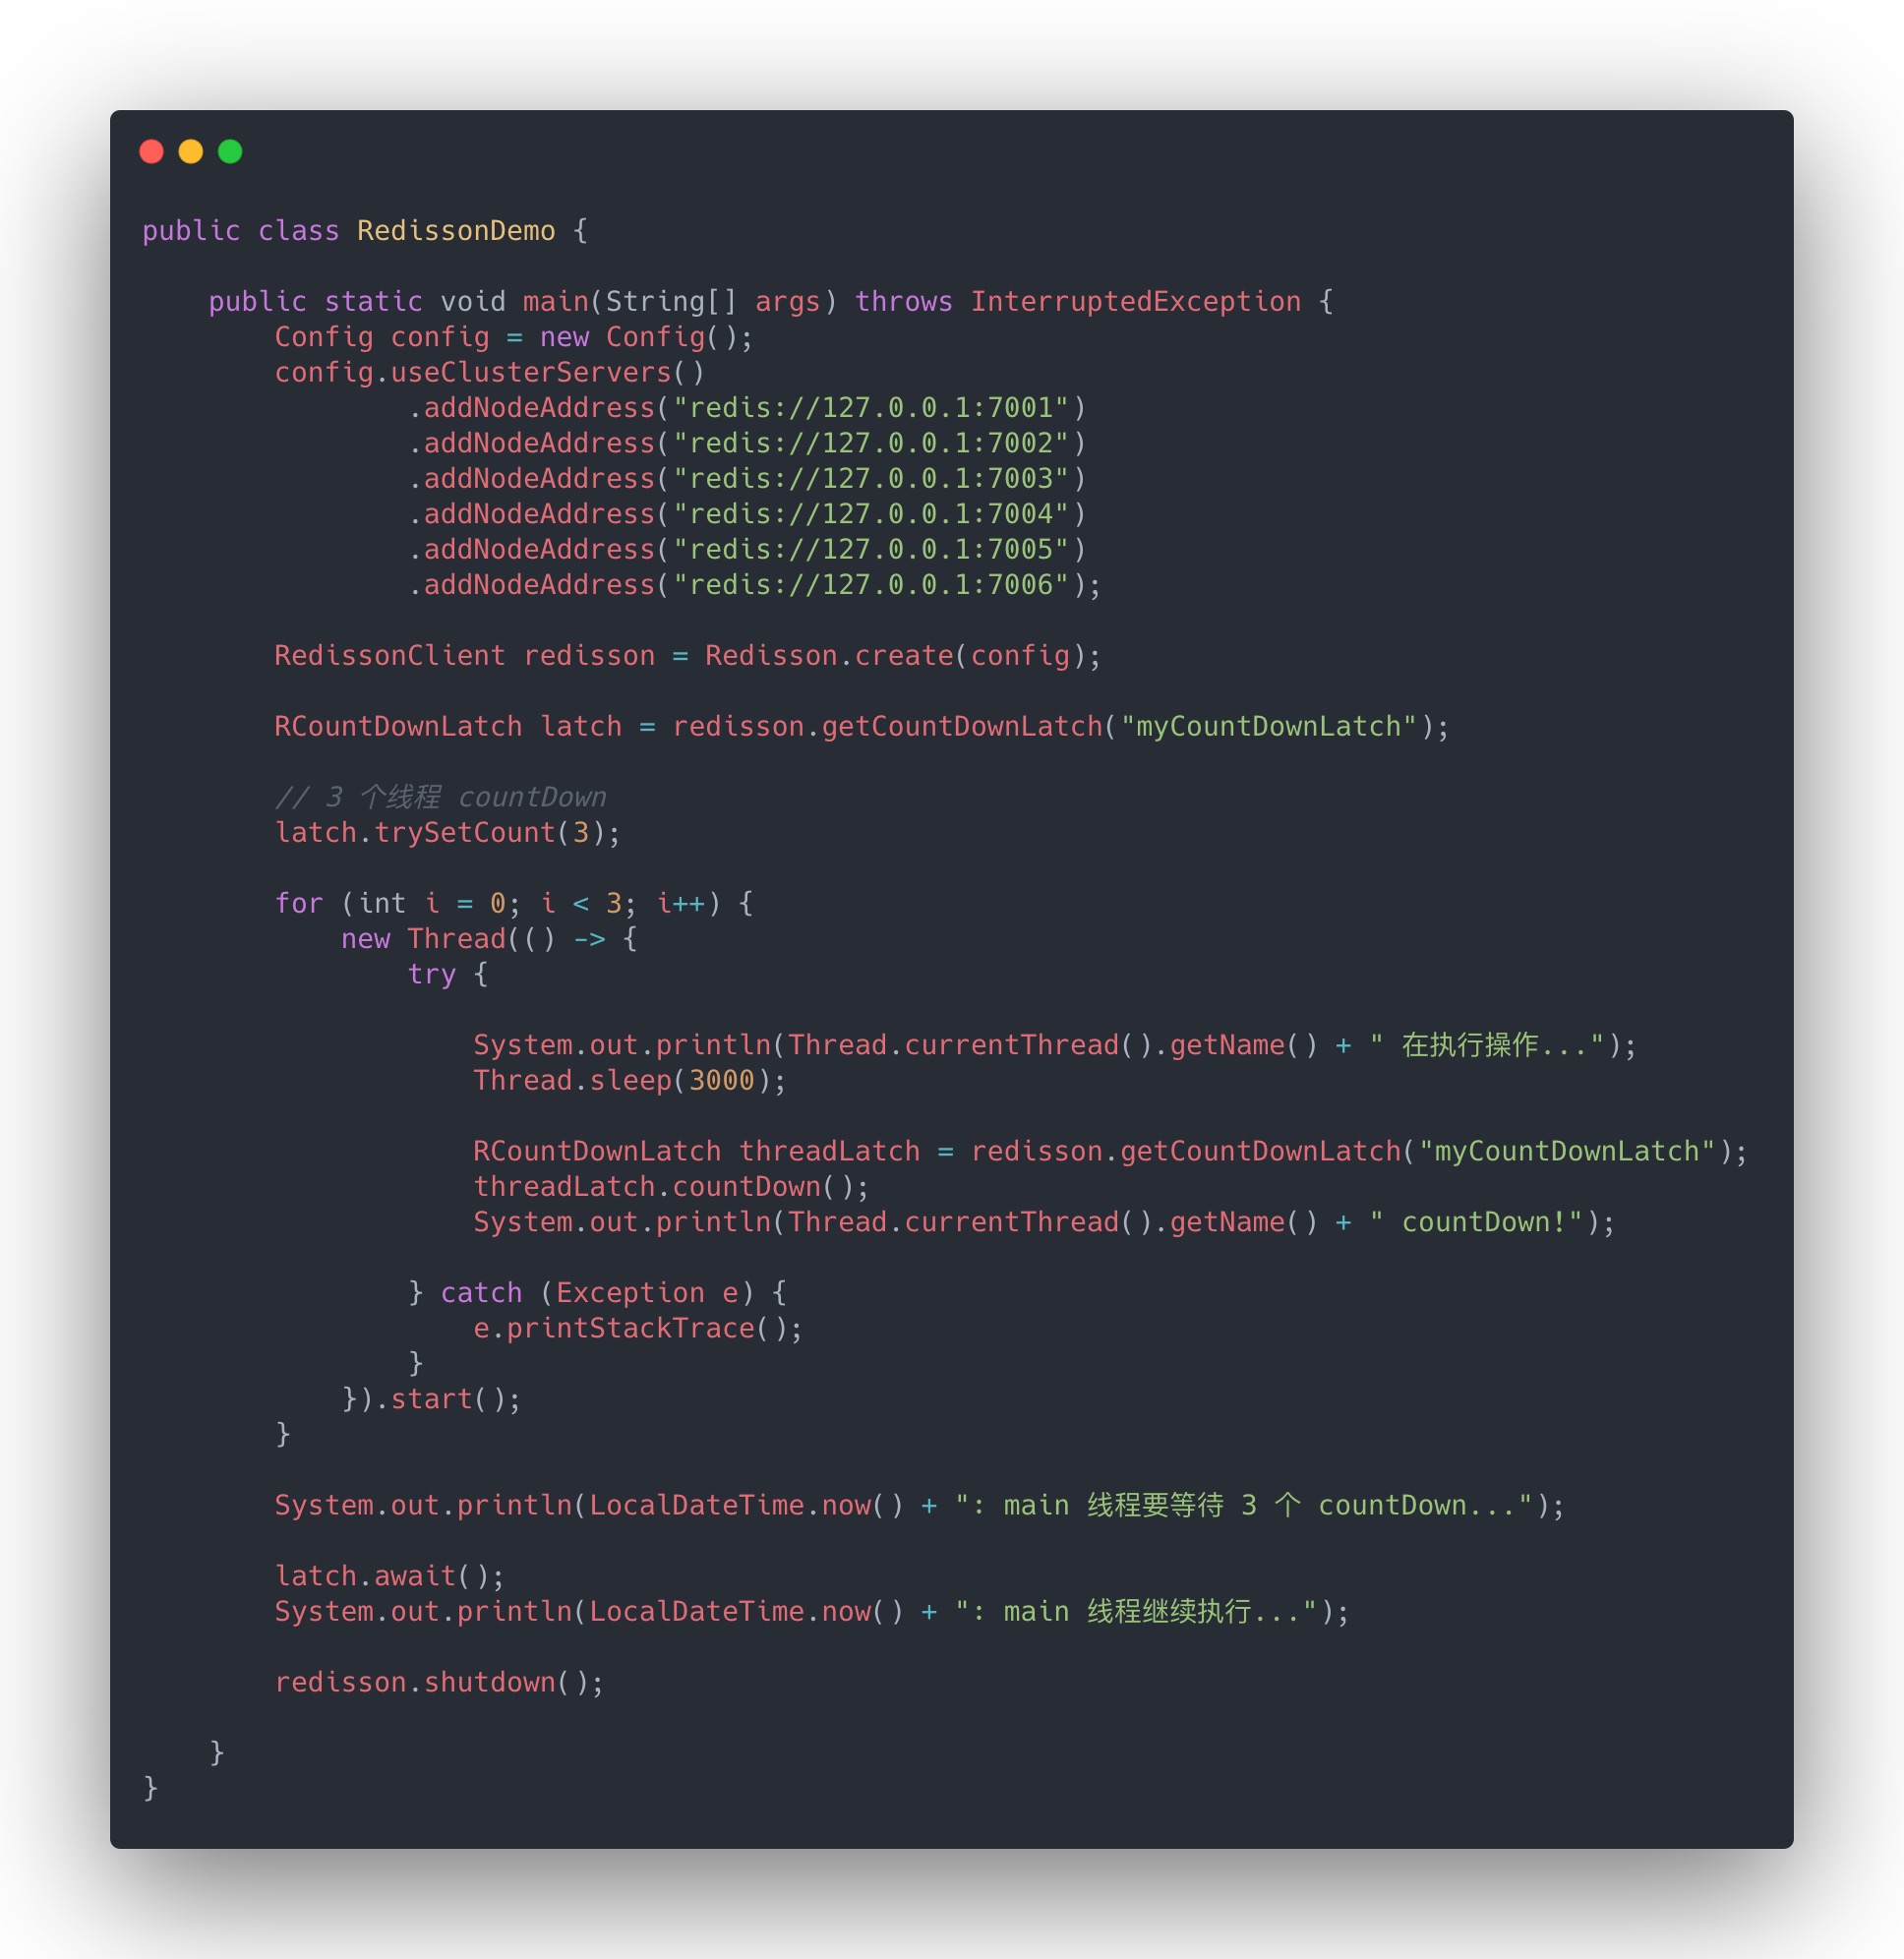 public class RedissonDemo {
public static void main(String[] args) throws InterruptedException {
Config config = new Config();
config.useClusterServers()
.addNodeAddress("redis://127.0.0.1:7001")
.addNodeAddress("redis://127.0.0.1:7002")
.addNodeAddress("redis://127.0.0.1:7003")
.addNodeAddress("redis://127.0.0.1:7004")
.addNodeAddress("redis://127.0.0.1:7005")
.addNodeAddress("redis://127.0.0.1:7006");
RedissonClient redisson = Redisson.create(config);
RCountDownLatch latch = redisson.getCountDownLatch("myCountDownLatch");
// 3 个线程 countDown
latch.trySetCount(3);
for (int i = 0; i < 3; i++) {
new Thread(() -> {
try {
System.out.println(Thread.currentThread().getName() + " 在执行操作...");
Thread.sleep(3000);
RCountDownLatch threadLatch = redisson.getCountDownLatch("myCountDownLatch");
threadLatch.countDown();
System.out.println(Thread.currentThread().getName() + " countDown!");
} catch (Exception e) {
e.printStackTrace();
}
}).start();
}
System.out.println(LocalDateTime.now() + ": main 线程要等待 3 个 countDown...");
latch.await();
System.out.println(LocalDateTime.now() + ": main 线程继续执行...");
redisson.shutdown();
}
}